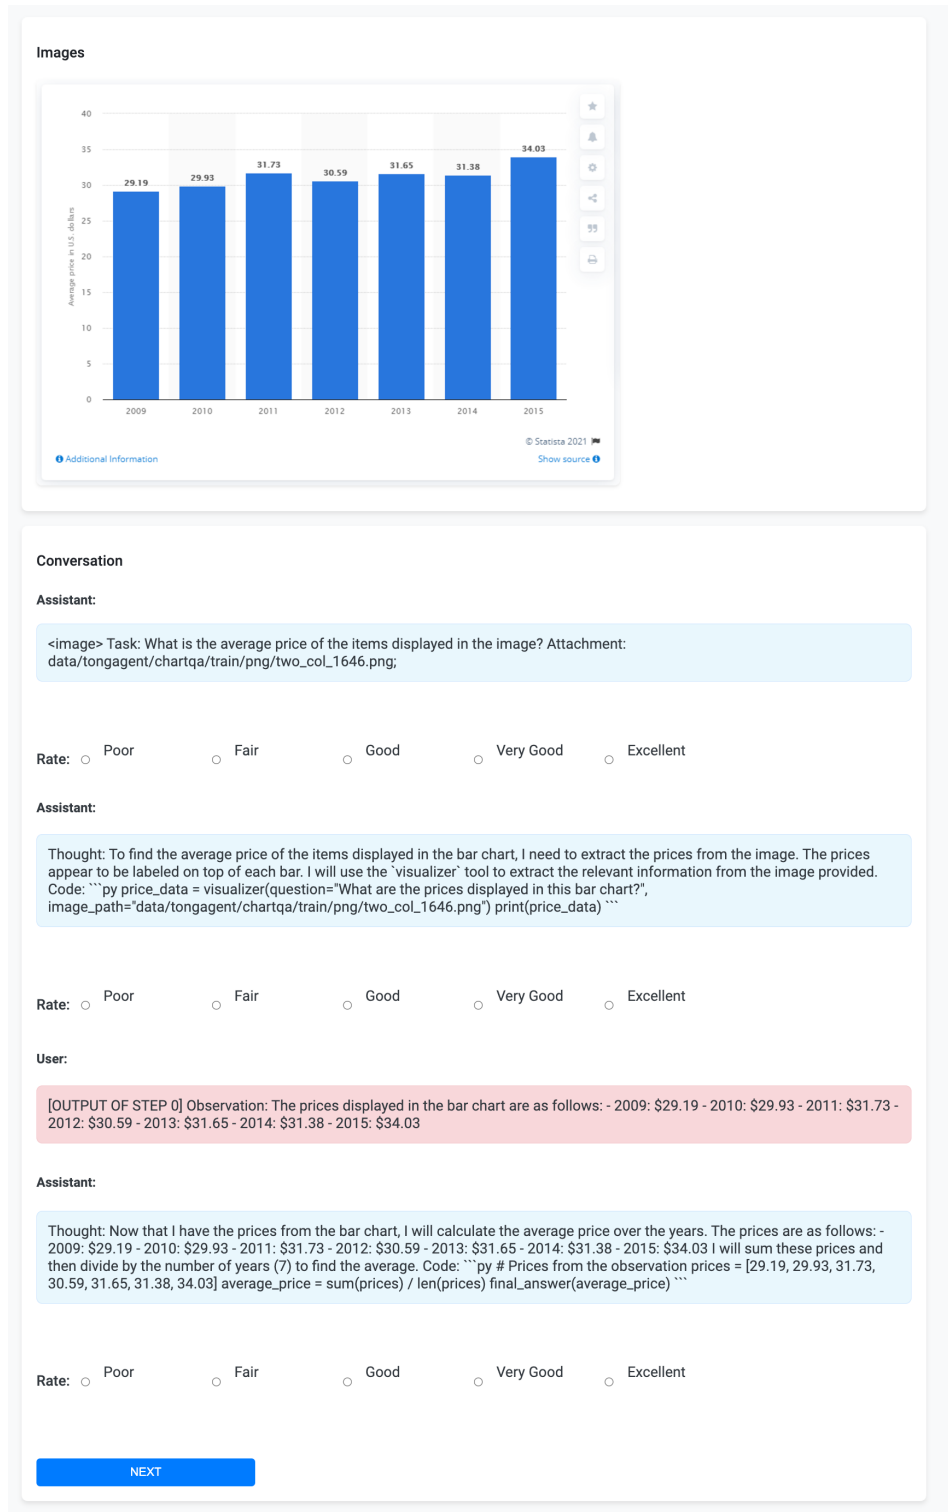 Images
40
35
30
25
20
15
10
5
0
Average price in U.S. dollars
29.19
29.93
31.73
30.59
31.65
31.38
34.03
2009
2010
2011
2012
2013
2014
2015
© Statista 2021
Additional Information
Show source
Conversation
Assistant:
<image> Task: What is the average price of the items displayed in the image? Attachment:
data/tongagent/chartqa/train/png/two_col_1646.png;
Rate: Poor Fair Good Very Good Excellent
Assistant:
Thought: To find the average price of the items displayed in the bar chart, I need to extract the prices from the image. The prices
appear to be labeled on top of each bar. I will use the `visualizer` tool to extract the relevant information from the image provided.
Code: ```py price_data = visualizer(question="What are the prices displayed in this bar chart?",
image_path="data/tongagent/chartqa/train/png/two_col_1646.png") print(price_data) ```
Rate: Poor Fair Good Very Good Excellent
User:
[OUTPUT OF STEP 0] Observation: The prices displayed in the bar chart are as follows: - 2009: $29.19 - 2010: $29.93 - 2011: $31.73 -
2012: $30.59 - 2013: $31.65 - 2014: $31.38 - 2015: $34.03
Assistant:
Thought: Now that I have the prices from the bar chart, I will calculate the average price over the years. The prices are as follows: -
2009: $29.19 - 2010: $29.93 - 2011: $31.73 - 2012: $30.59 - 2013: $31.65 - 2014: $31.38 - 2015: $34.03 I will sum these prices and
then divide by the number of years (7) to find the average. Code: ```py # Prices from the observation prices = [29.19, 29.93, 31.73,
30.59, 31.65, 31.38, 34.03] average_price = sum(prices) / len(prices) final_answer(average_price) ```
Rate: Poor Fair Good Very Good Excellent
NEXT